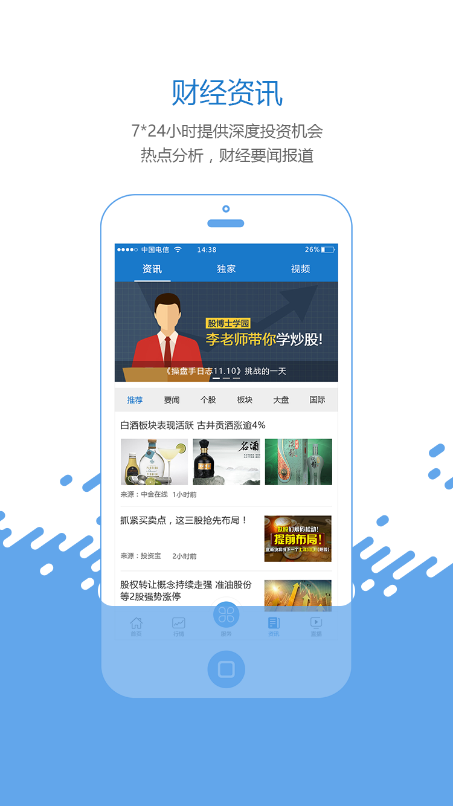 财经资讯
7*24小时提供深度投资机会
热点分析，财经要闻报道
中国电信 14:38 26%
资讯 独家 视频
股博士学园
李老师带你学炒股!
《操盘手日志11.10》挑战的一天
推荐 要闻 个股 板块 大盘 国际
白酒板块表现活跃 古井贡酒涨逾4%
名酒
来源：中金在线 1小时前
抓紧买卖点，这三股抢先布局！
提前布局!
来源：投资宝 2小时前
股权转让概念持续走强 准油股份
等2股强势涨停
首页 行情 资讯